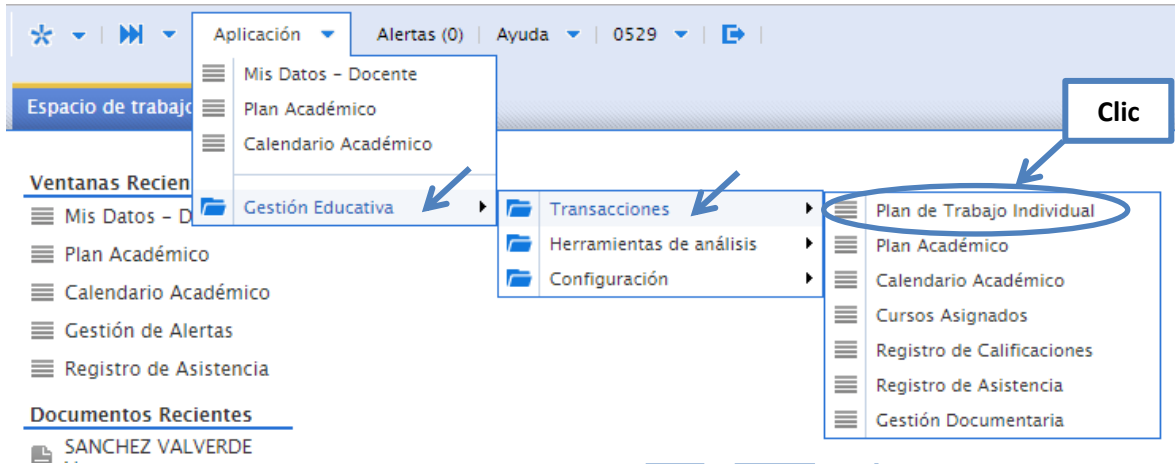 Aplicación
Alertas (0)
Ayuda
0529
Mis Datos – Docente
Plan Académico
Calendario Académico
Gestión Educativa
Espacio de trabajo
Clic
Transacciones
Herramientas de análisis
Configuración
Plan de Trabajo Individual
Plan Académico
Calendario Académico
Cursos Asignados
Registro de Calificaciones
Registro de Asistencia
Gestión Documentaria
Ventanas Recien
Mis Datos – D
Plan Académico
Calendario Académico
Gestión de Alertas
Registro de Asistencia
Documentos Recientes
SANCHEZ VALVERDE